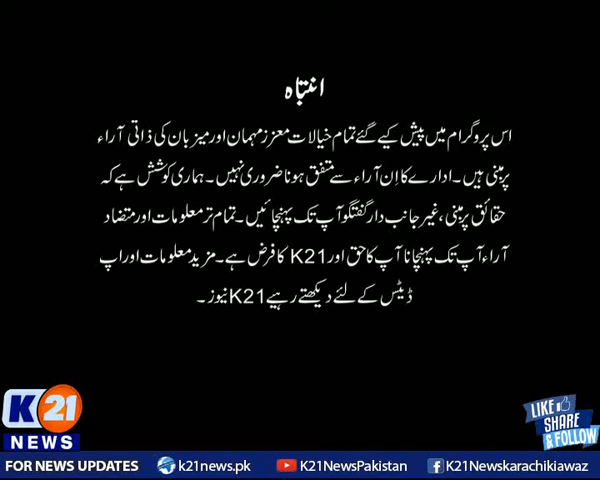 انتباہ
اس پروگرام میں پیش کیے گئے تمام خیالات معزز مہمان اور میزبان کی ذاتی آراء
پر مبنی ہیں۔ ادارے کا اِن آراء سے متفق ہونا ضروری نہیں۔ ہماری کوشش ہے کہ
حقائق پر مبنی، غیر جانب دار گفتگو آپ تک پہنچائیں۔ تمام تر معلومات اور متضاد
آراء آپ تک پہنچانا آپ کا حق اور K21 کا فرض ہے۔ مزید معلومات اور اپ
ڈیٹس کے لئے دیکھتے رہیے K21 نیوز۔
K21
NEWS
LIKE
SHARE
& FOLLOW
FOR NEWS UPDATES k21news.pk K21NewsPakistan K21Newskarachikiawaz